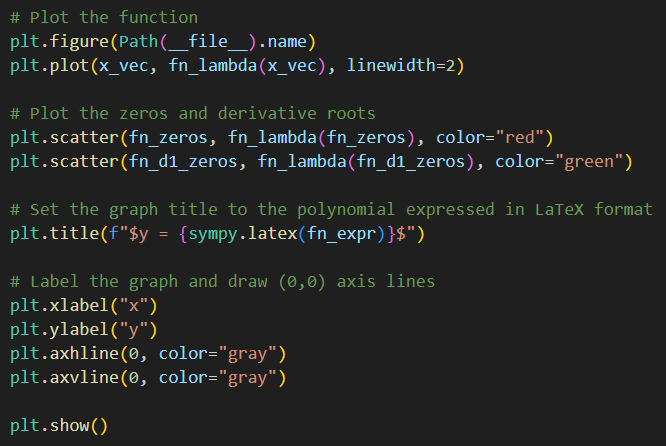 # Plot the function
plt.figure(Path(__file__).name)
plt.plot(x_vec, fn_lambda(x_vec), linewidth=2)

# Plot the zeros and derivative roots
plt.scatter(fn_zeros, fn_lambda(fn_zeros), color="red")
plt.scatter(fn_d1_zeros, fn_lambda(fn_d1_zeros), color="green")

# Set the graph title to the polynomial expressed in LaTeX format
plt.title(f"$y = {sympy.latex(fn_expr)}$")

# Label the graph and draw (0,0) axis lines
plt.xlabel("x")
plt.ylabel("y")
plt.axhline(0, color="gray")
plt.axvline(0, color="gray")

plt.show()